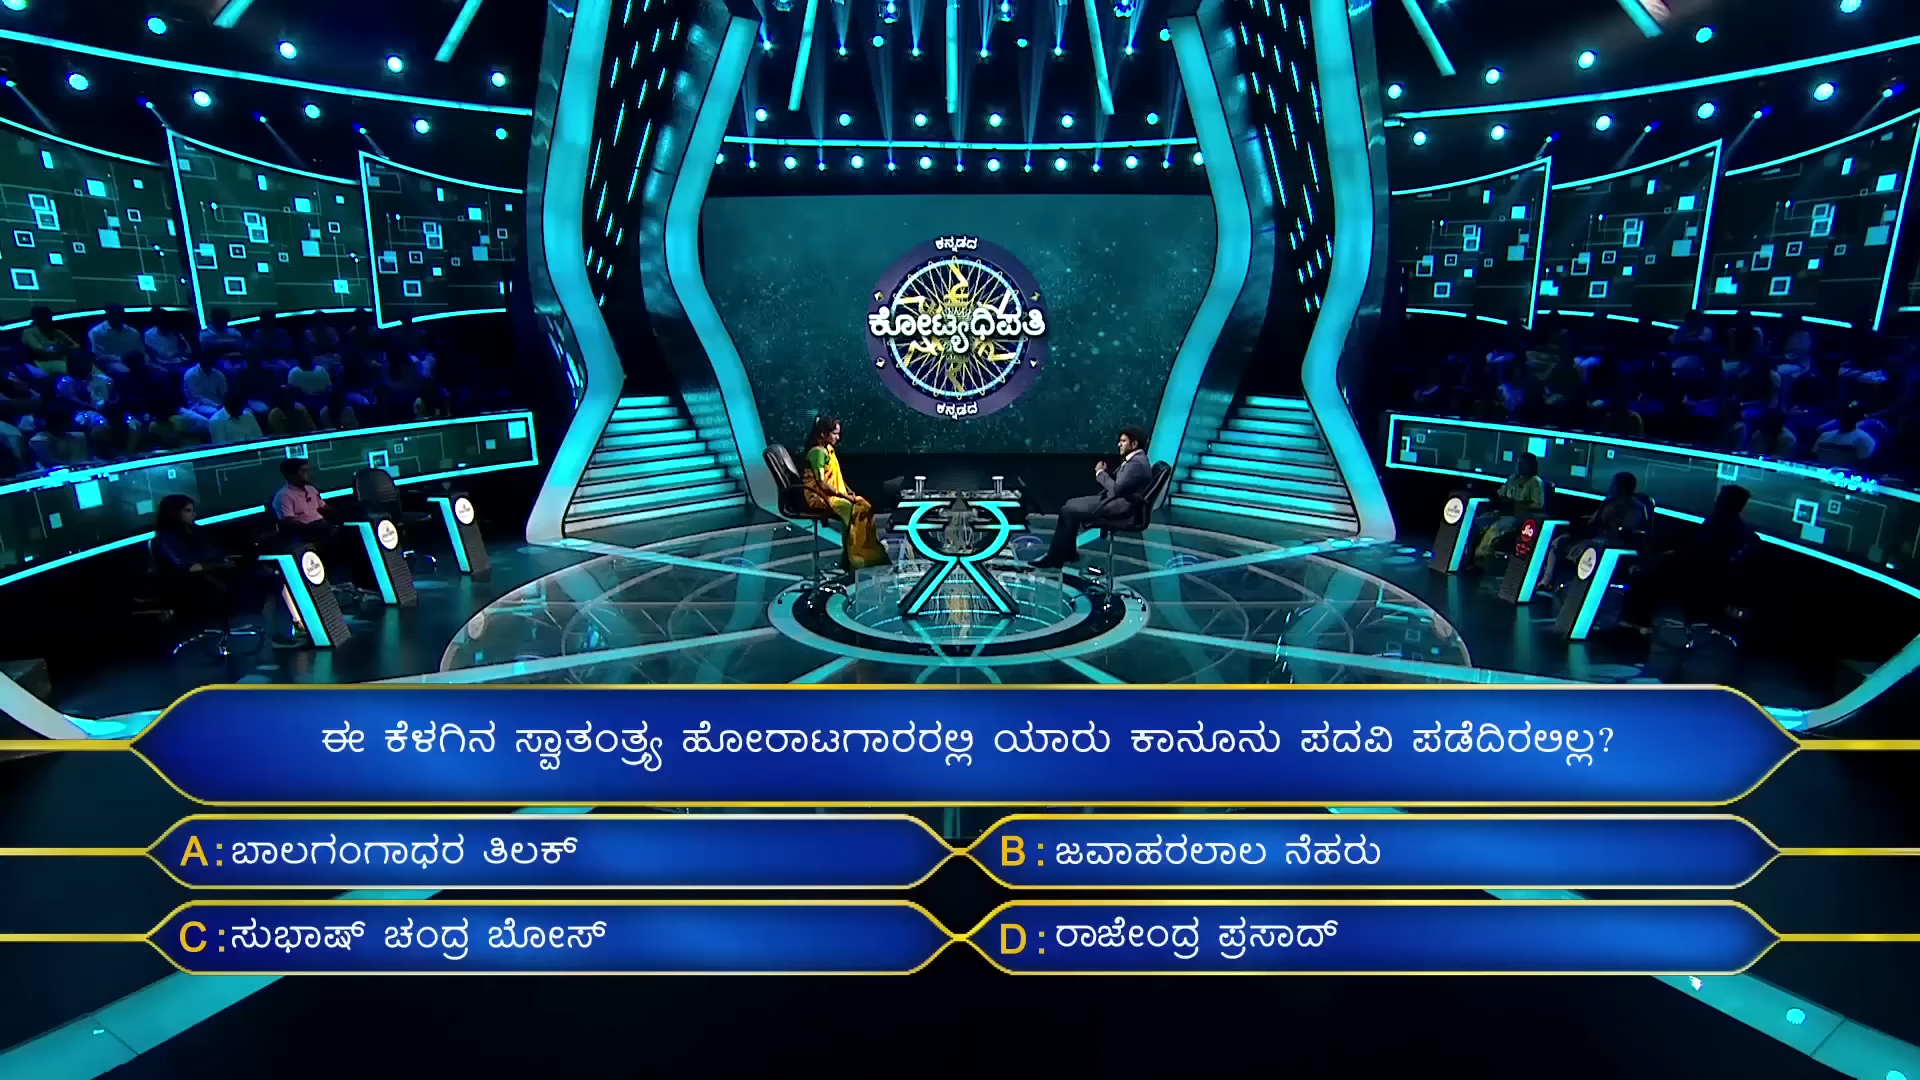 ಕನ್ನಡದ
ಕೋಟ್ಯಧಿಪತಿ
ಕನ್ನಡದ
Jio
ಈ ಕೆಳಗಿನ ಸ್ವಾತಂತ್ರ್ಯ ಹೋರಾಟಗಾರರಲ್ಲಿ ಯಾರು ಕಾನೂನು ಪದವಿ ಪಡೆದಿರಲಿಲ್ಲ?
A: ಬಾಲಗಂಗಾಧರ ತಿಲಕ್
B: ಜವಾಹರಲಾಲ ನೆಹರು
C: ಸುಭಾಷ್ ಚಂದ್ರ ಬೋಸ್
D: ರಾಜೇಂದ್ರ ಪ್ರಸಾದ್